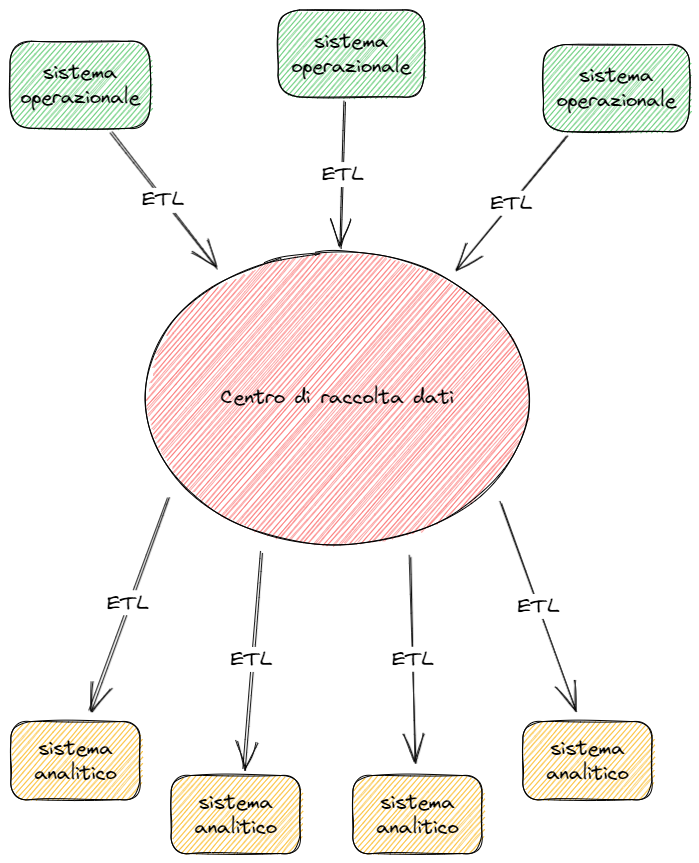 sistema
operazionale
sistema
operazionale
sistema
operazionale
ETL
ETL
ETL
Centro di raccolta dati
ETL
ETL
ETL
ETL
sistema
analitico
sistema
analitico
sistema
analitico
sistema
analitico